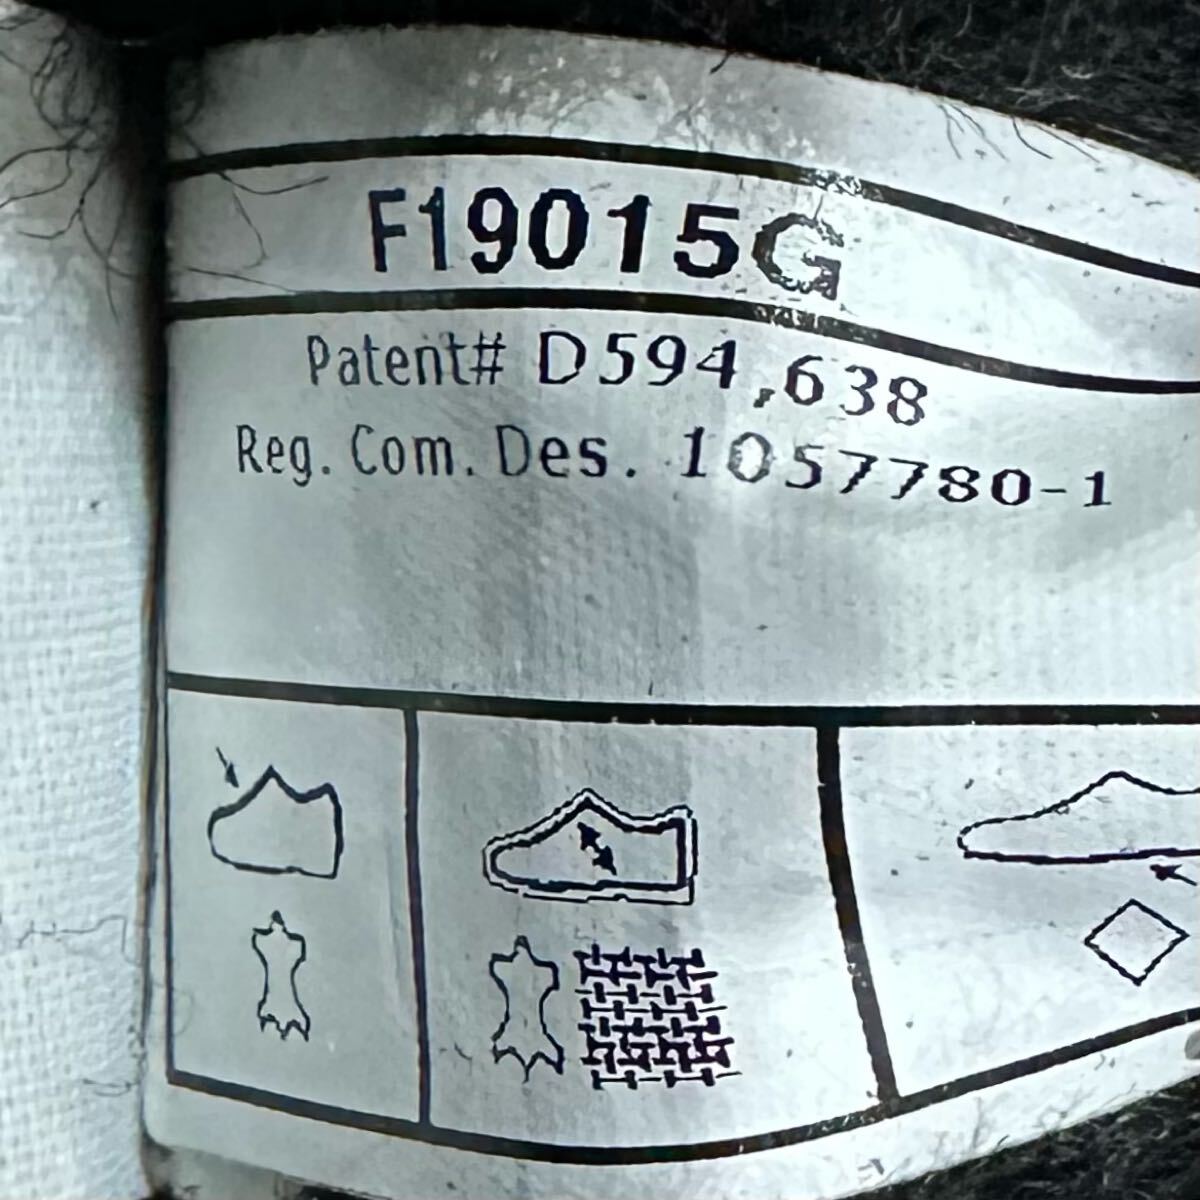 F19015G
Patent# D594,638
Reg. Com. Des. 1057780-1